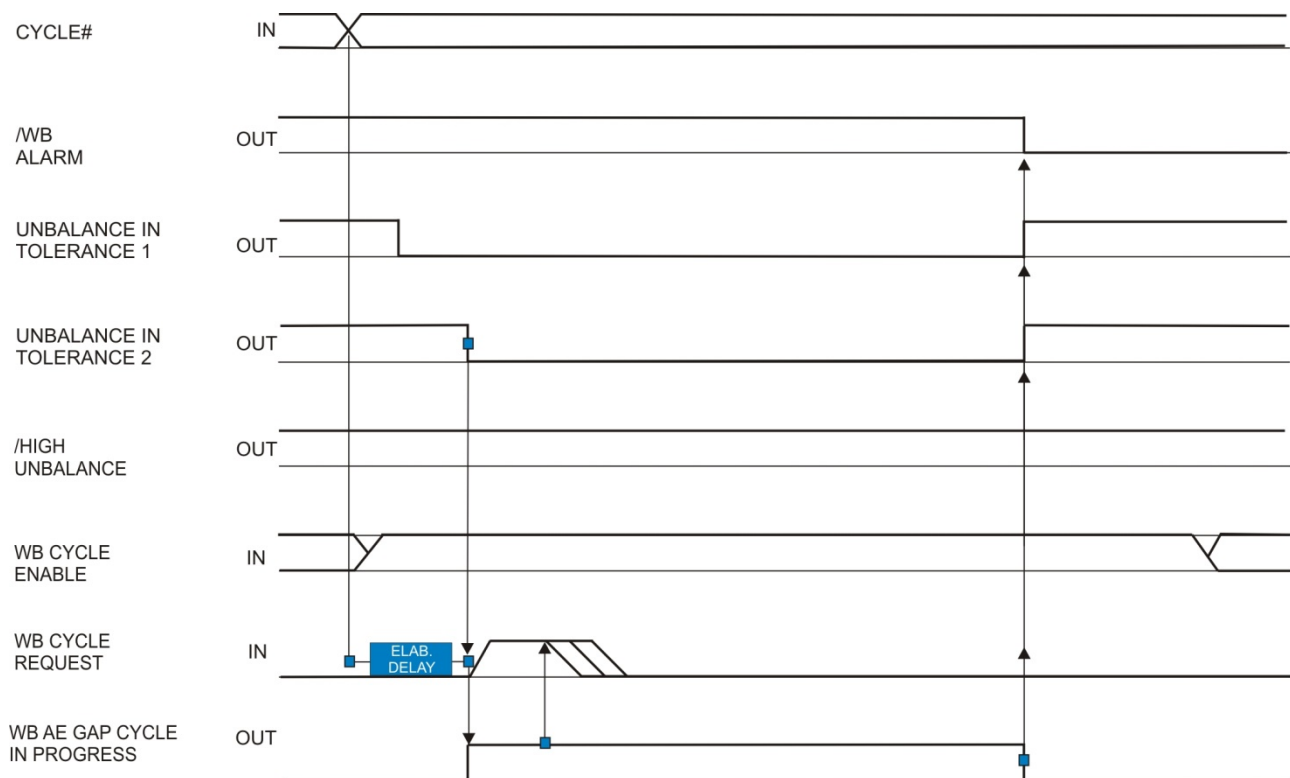 CYCLE# IN
/WB
ALARM
OUT
UNBALANCE IN
TOLERANCE 1
OUT
UNBALANCE IN
TOLERANCE 2
OUT
/HIGH
UNBALANCE
OUT
WB CYCLE
ENABLE
IN
WB CYCLE
REQUEST
IN
ELAB.
DELAY
WB AE GAP CYCLE
IN PROGRESS
OUT